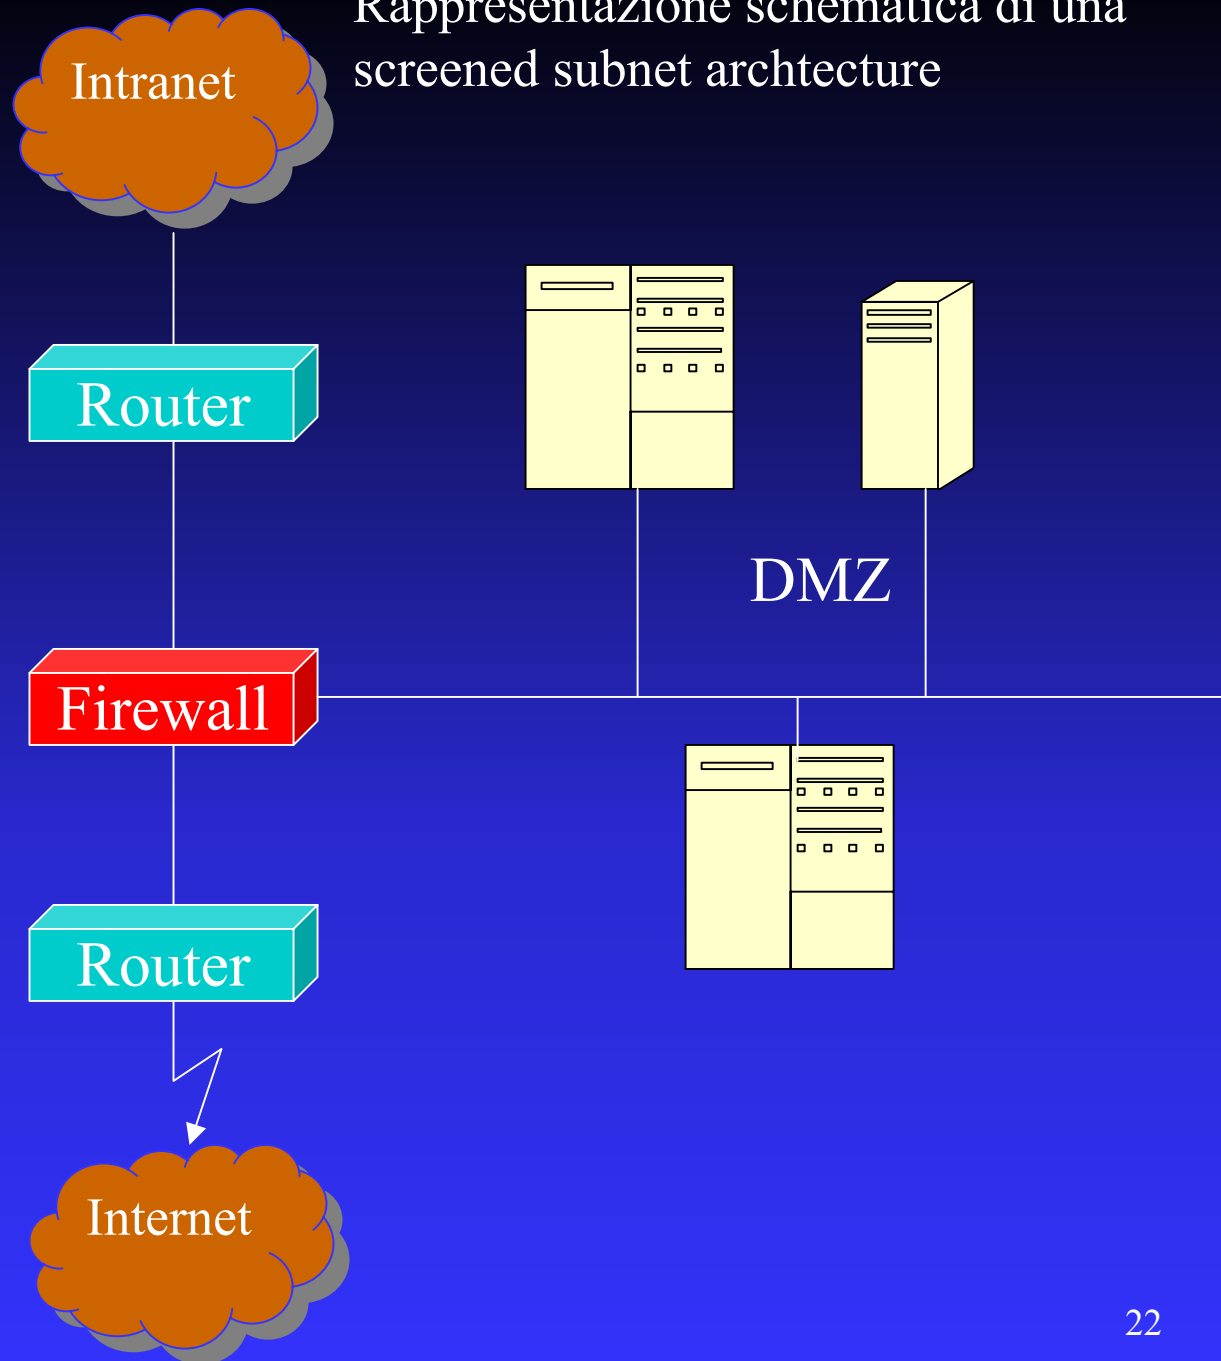 Rappresentazione schematica di una
screened subnet archtecture
Intranet
Router
DMZ
Firewall
Router
Internet
22